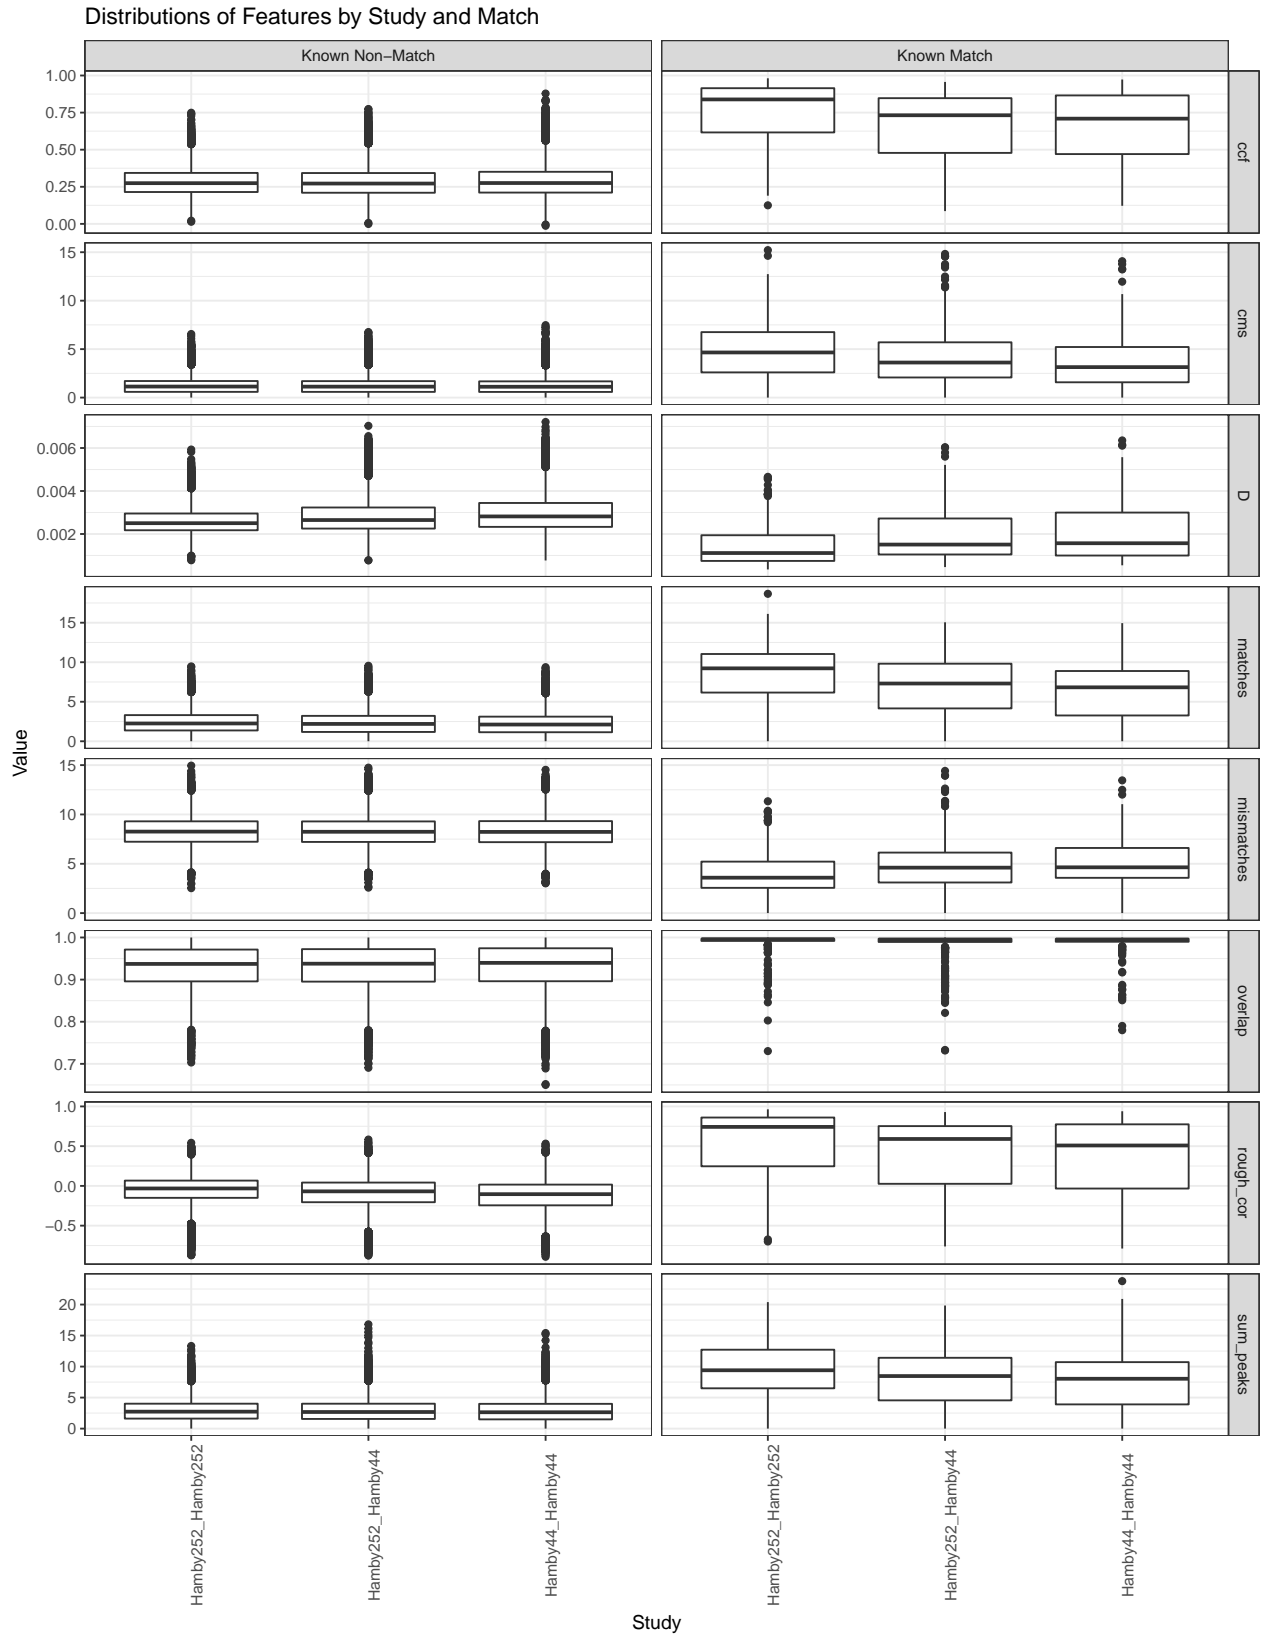 Distributions of Features by Study and Match
Known Non−Match
Known Match
1.00
0.75
0.50
0.25
0.00
ccf
15
10
5
0
cms
0.006
0.004
0.002
D
15
10
5
0
matches
15
10
5
0
mismatches
1.0
0.9
0.8
0.7
overlap
1.0
0.5
0.0
−0.5
rough_cor
20
15
10
5
0
sum_peaks
Value
Hamby252_Hamby252
Hamby252_Hamby44
Hamby44_Hamby44
Hamby252_Hamby252
Hamby252_Hamby44
Hamby44_Hamby44
Study